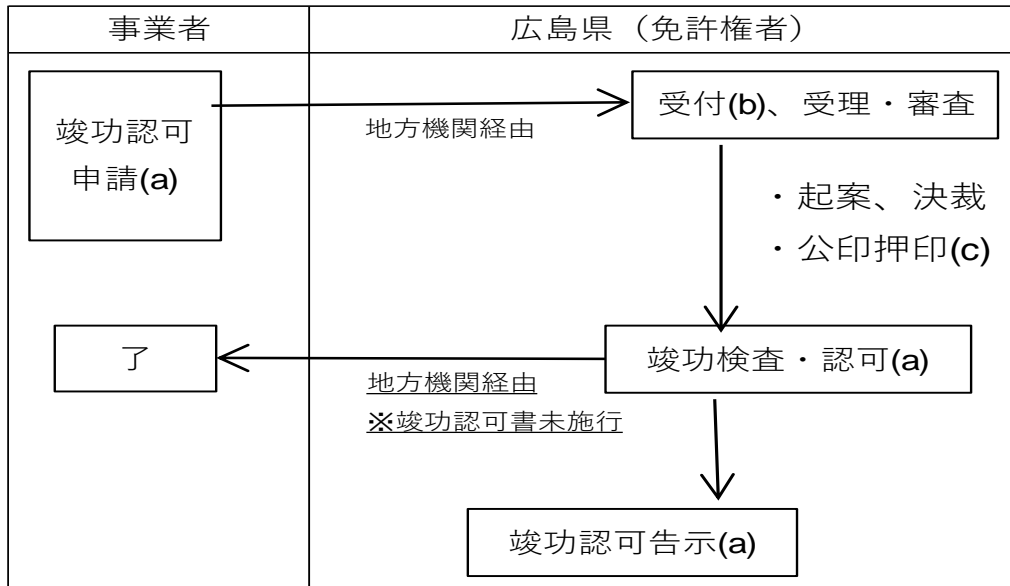 事業者
広島県（免許権者）
竣功認可
申請(a)
地方機関経由
受付(b)、受理・審査
・起案、決裁
・公印押印(c)
了
地方機関経由
※竣功認可書未施行
竣功検査・認可(a)
竣功認可告示(a)